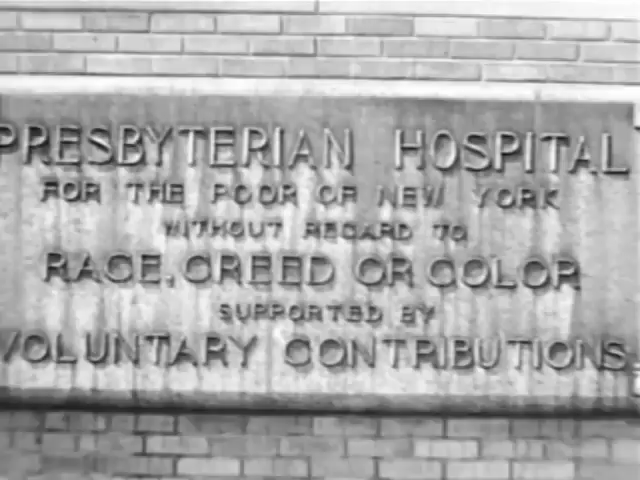 PRESBYTERIAN HOSPITAL
FOR THE POOR OF NEW YORK
WITHOUT REGARD TO
RACE, CREED OR COLOR
SUPPORTED BY
VOLUNTARY CONTRIBUTIONS